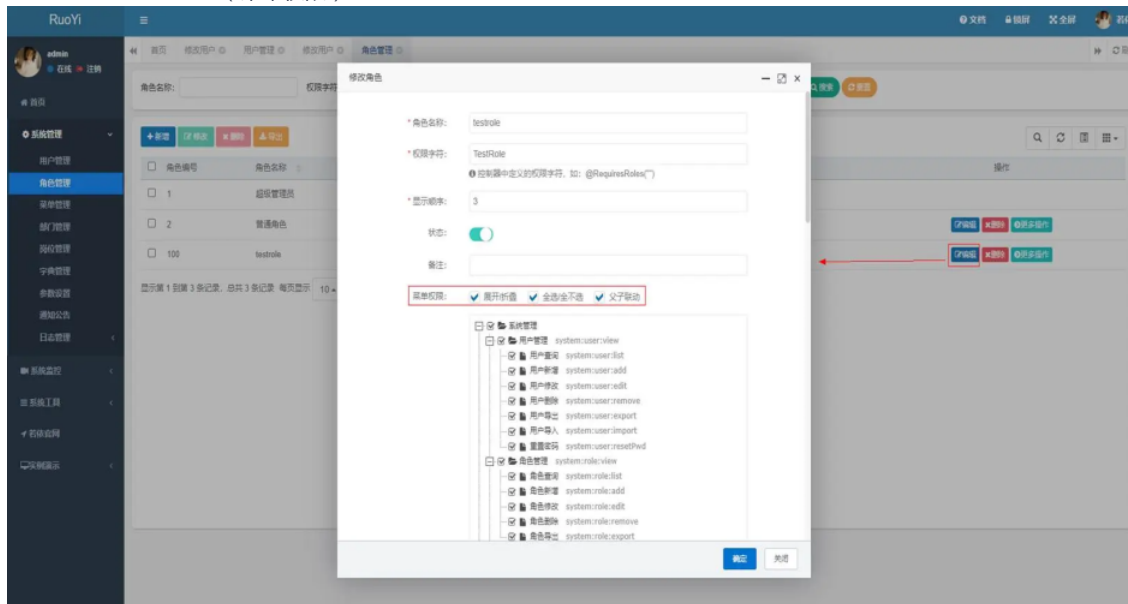 RuoYi
文档 锁屏 全屏
admin
在线 注销
首页 修改用户 用户管理 修改用户 角色管理
首页
系统管理
用户管理
角色管理
菜单管理
部门管理
岗位管理
字典管理
参数设置
通知公告
日志管理
系统监控
系统工具
若依官网
实例演示
角色名称: 权限字符
搜索 重置
+新增 修改 ×删除 导出
角色编号 角色名称 操作
1 超级管理员
2 普通角色 编辑 ×删除 更多操作
100 testrole 编辑 ×删除 更多操作
显示第 1 到第 3 条记录，总共 3 条记录 每页显示 10
修改角色
* 角色名称: testrole
* 权限字符: TestRole
控制器中定义的权限字符，如：@RequiresRoles("")
* 显示顺序: 3
状态:
备注:
菜单权限: 展开/折叠 全选/全不选 父子联动
系统管理
用户管理 system:user:view
用户查询 system:user:list
用户新增 system:user:add
用户修改 system:user:edit
用户删除 system:user:remove
用户导出 system:user:export
用户导入 system:user:import
重置密码 system:user:resetPwd
角色管理 system:role:view
角色查询 system:role:list
角色新增 system:role:add
角色修改 system:role:edit
角色删除 system:role:remove
角色导出 system:role:export
确定 关闭